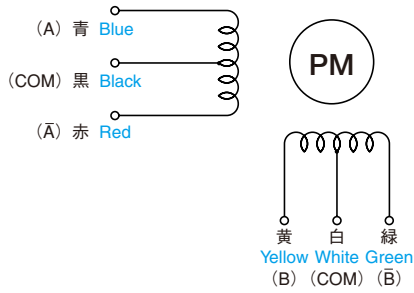 (A) 青 Blue
(COM) 黒 Black
(A̅) 赤 Red
PM
黄 白 緑
Yellow White Green
(B) (COM) (B̅)